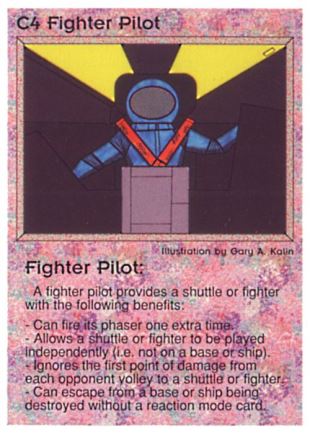 C4 Fighter Pilot
Illustration by Gary A. Kalin
Fighter Pilot:
A fighter pilot provides a shuttle or fighter
with the following benefits:
- Can fire its phaser one extra time.
- Allows a shuttle or fighter to be played
independently (i.e. not on a base or ship).
- Ignores the first point of damage from
each opponent volley to a shuttle or fighter.
- Can escape from a base or ship being
destroyed without a reaction mode card.